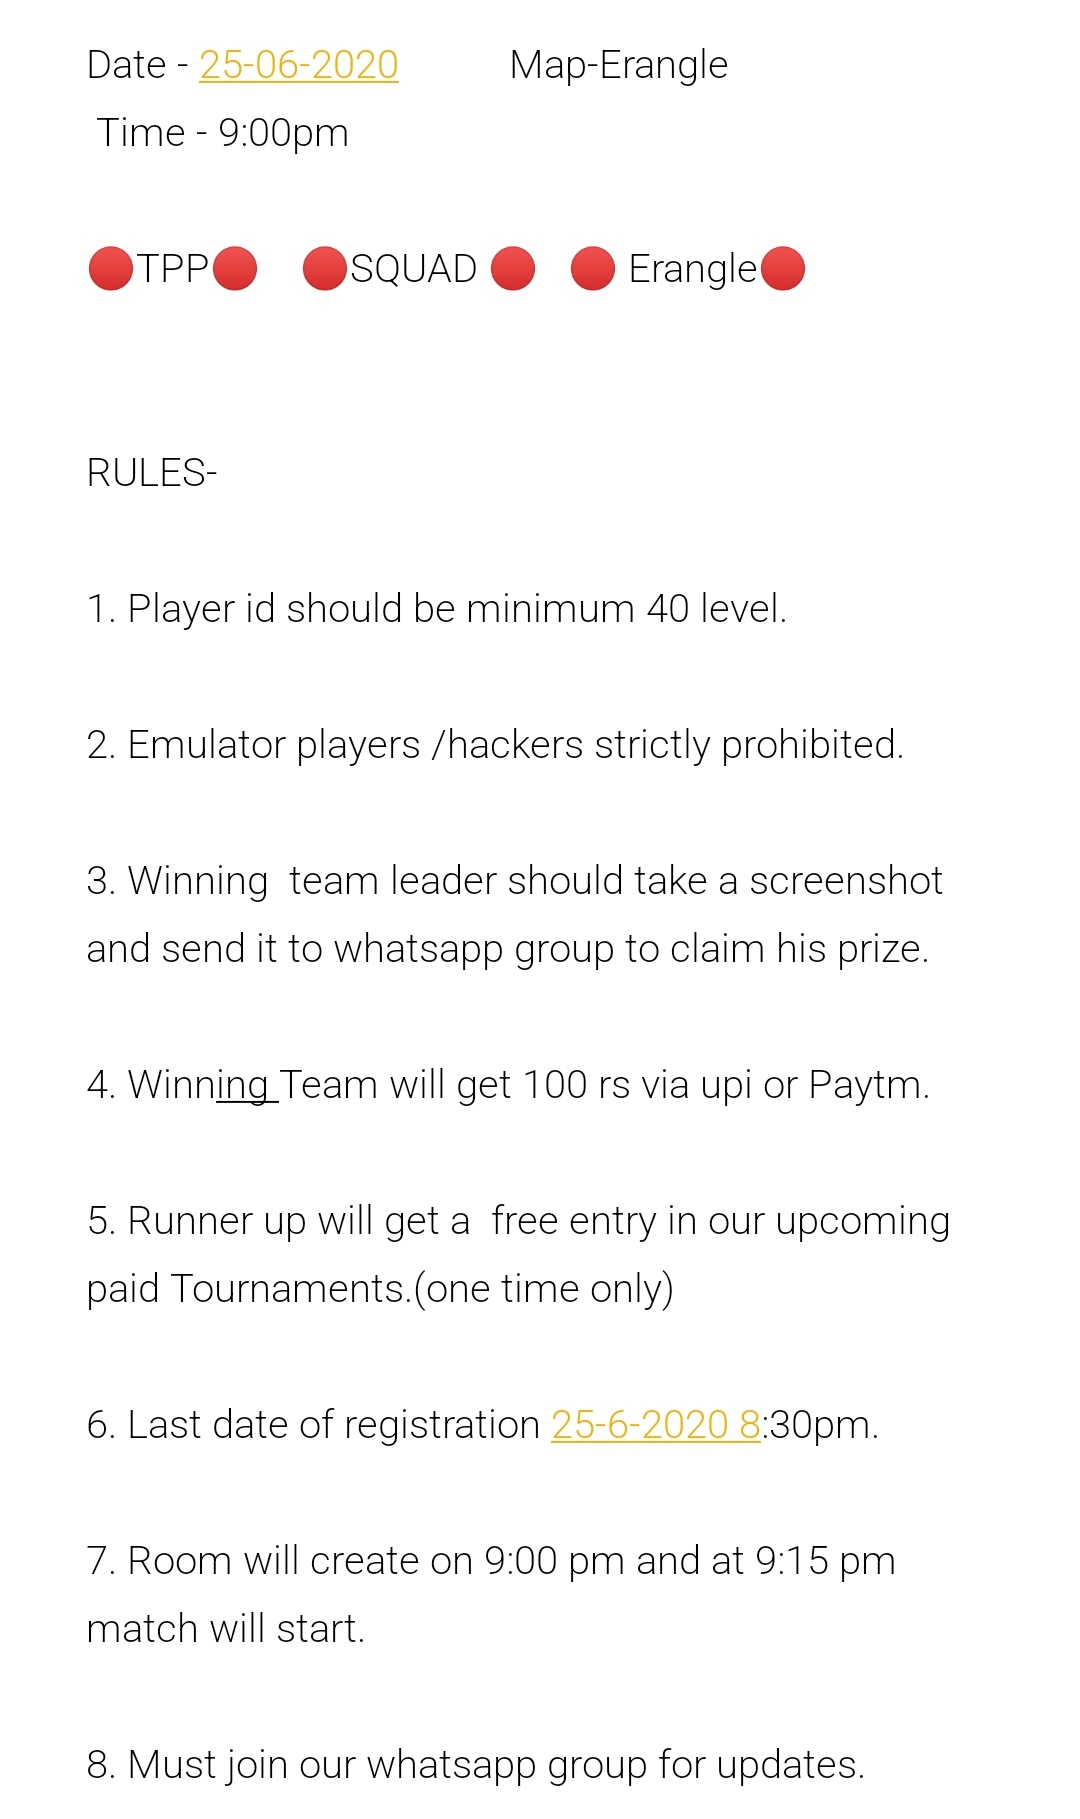 Date - 25-06-2020 Map-Erangle
Time - 9:00pm
🔴TPP🔴 🔴SQUAD 🔴 🔴 Erangle🔴
RULES-
1. Player id should be minimum 40 level.
2. Emulator players /hackers strictly prohibited.
3. Winning  team leader should take a screenshot
and send it to whatsapp group to claim his prize.
4. Winning Team will get 100 rs via upi or Paytm.
5. Runner up will get a  free entry in our upcoming
paid Tournaments.(one time only)
6. Last date of registration 25-6-2020 8:30pm.
7. Room will create on 9:00 pm and at 9:15 pm
match will start.
8. Must join our whatsapp group for updates.